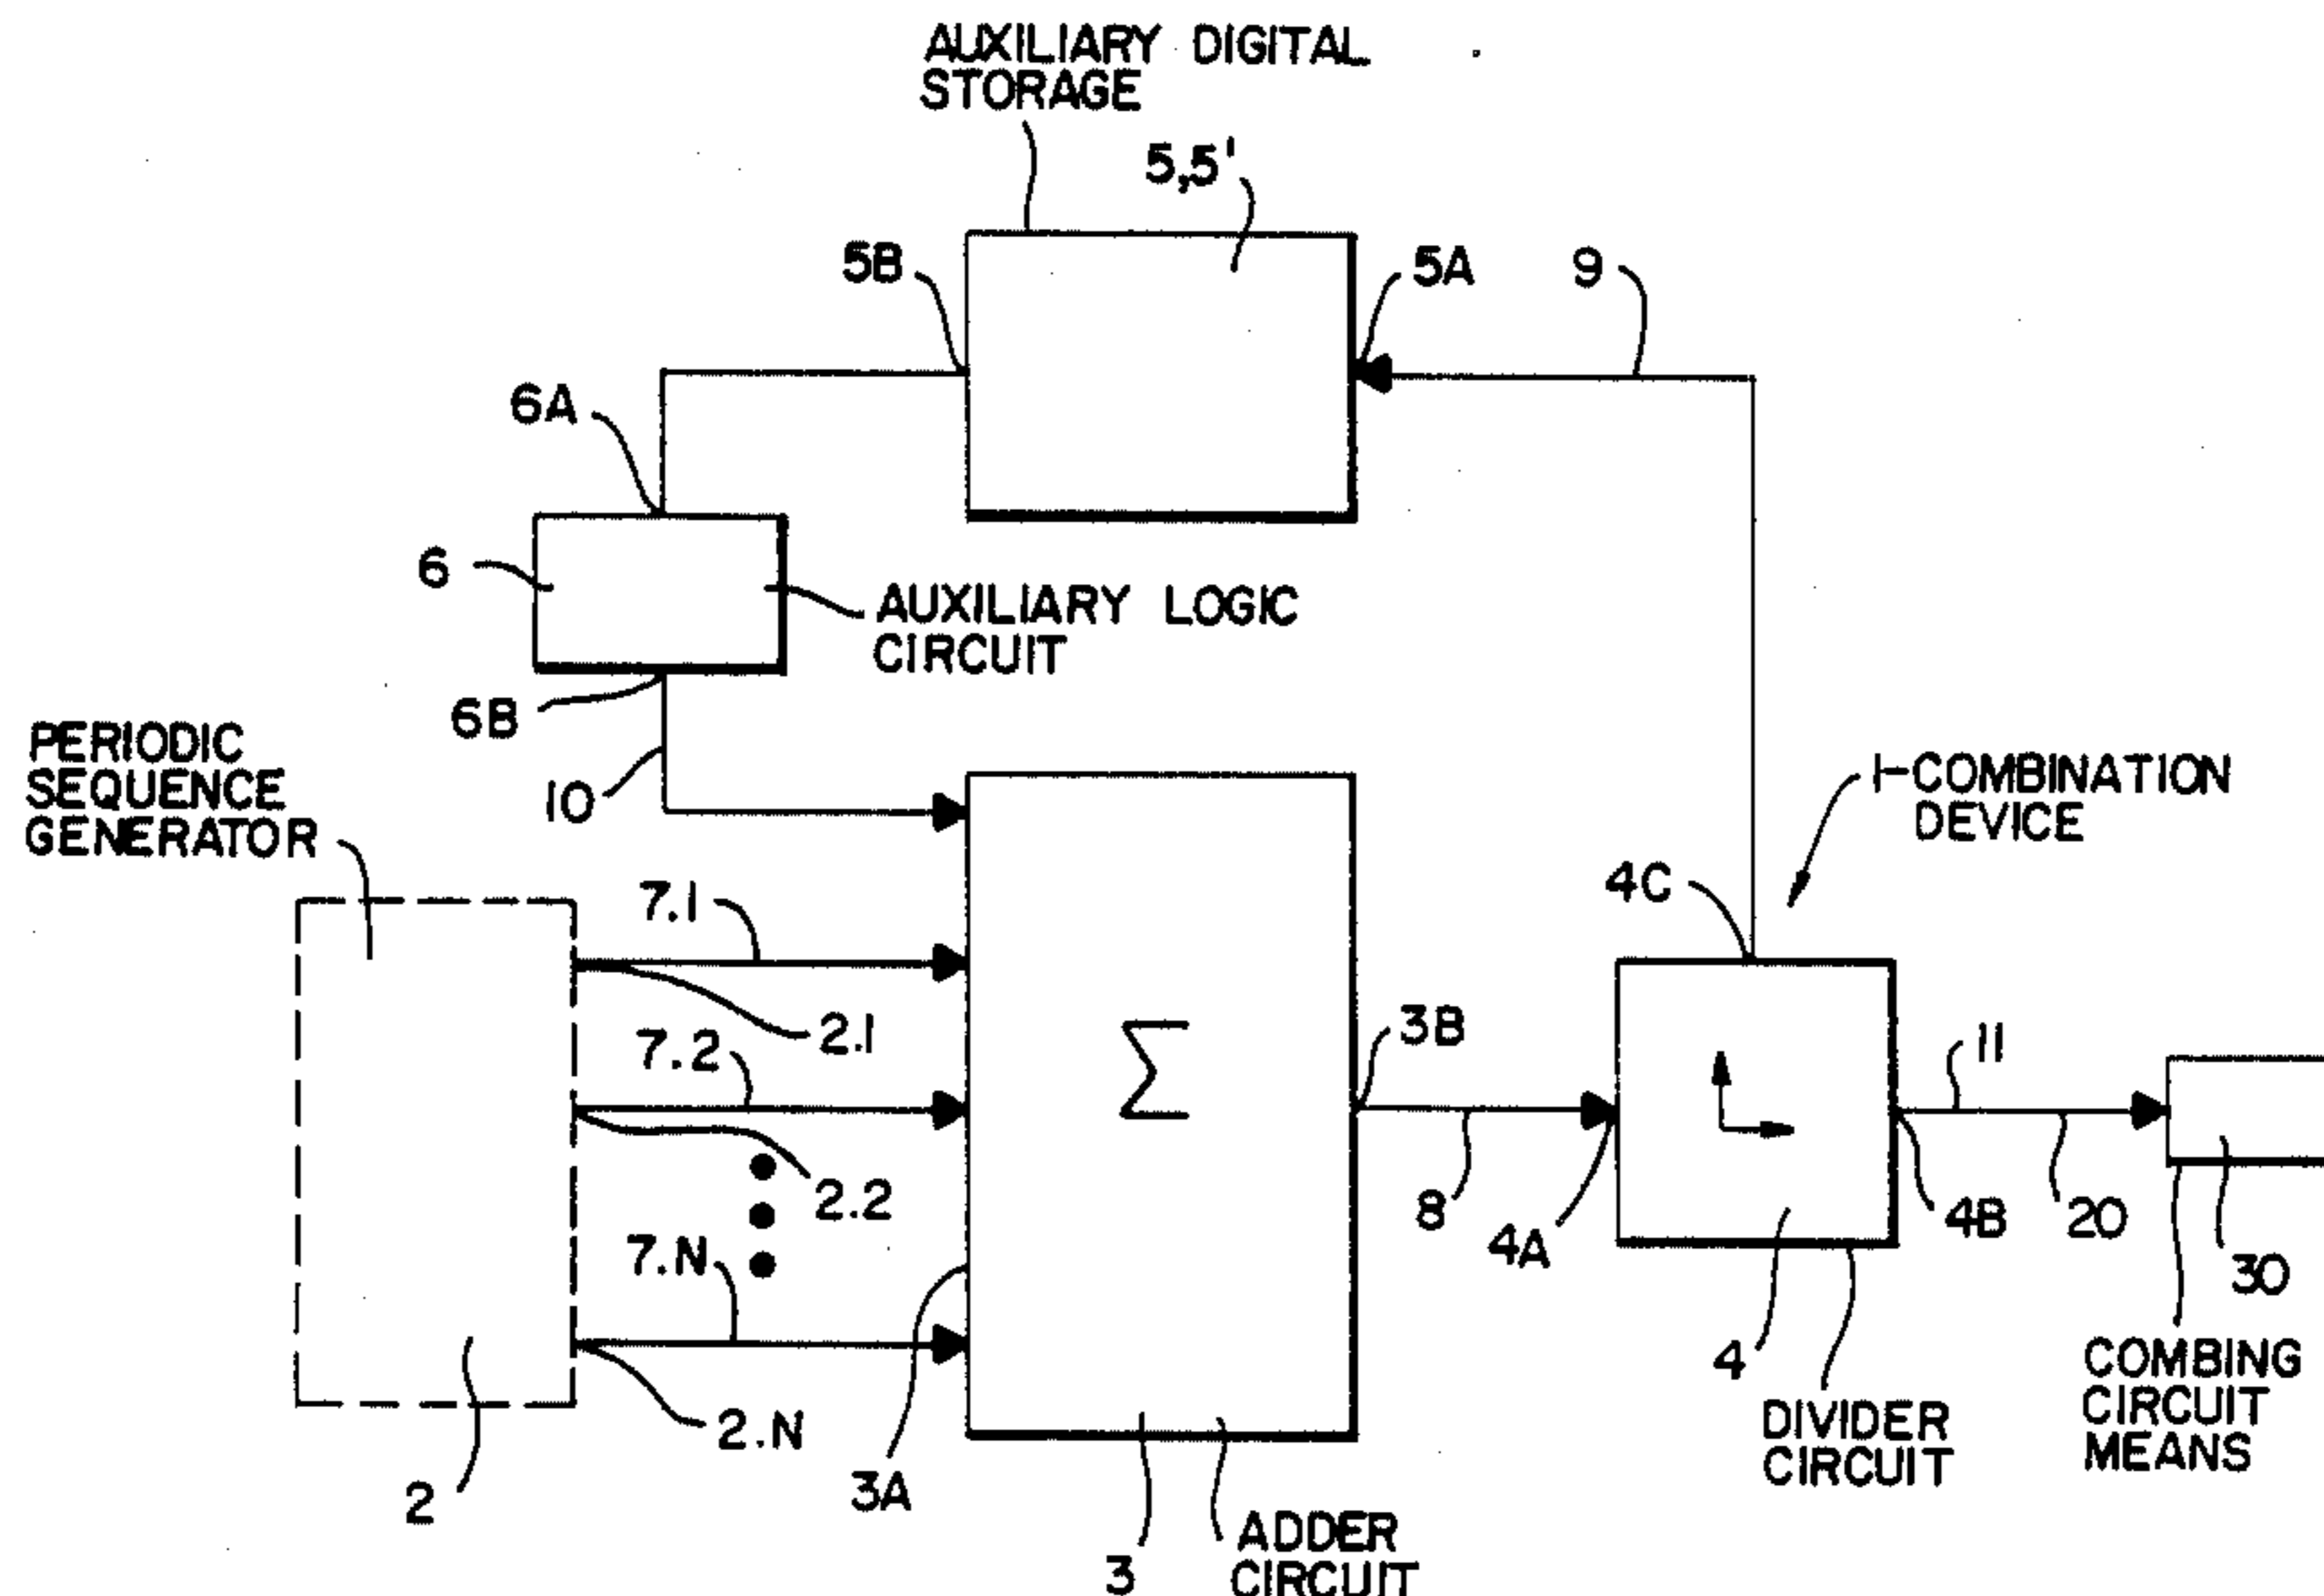 AUXILIARY DIGITAL
STORAGE
5,5'
5B
5A
9
6A
6
AUXILIARY LOGIC
CIRCUIT
6B
10
PERIODIC
SEQUENCE
GENERATOR
1-COMBINATION
DEVICE
4C
7.1
2.1
7.2
2.2
7.N
2.N
Σ
3B
8
4A
11
4B
20
30
4
DIVIDER
CIRCUIT
COMBING
CIRCUIT
MEANS
2
3A
3
ADDER
CIRCUIT